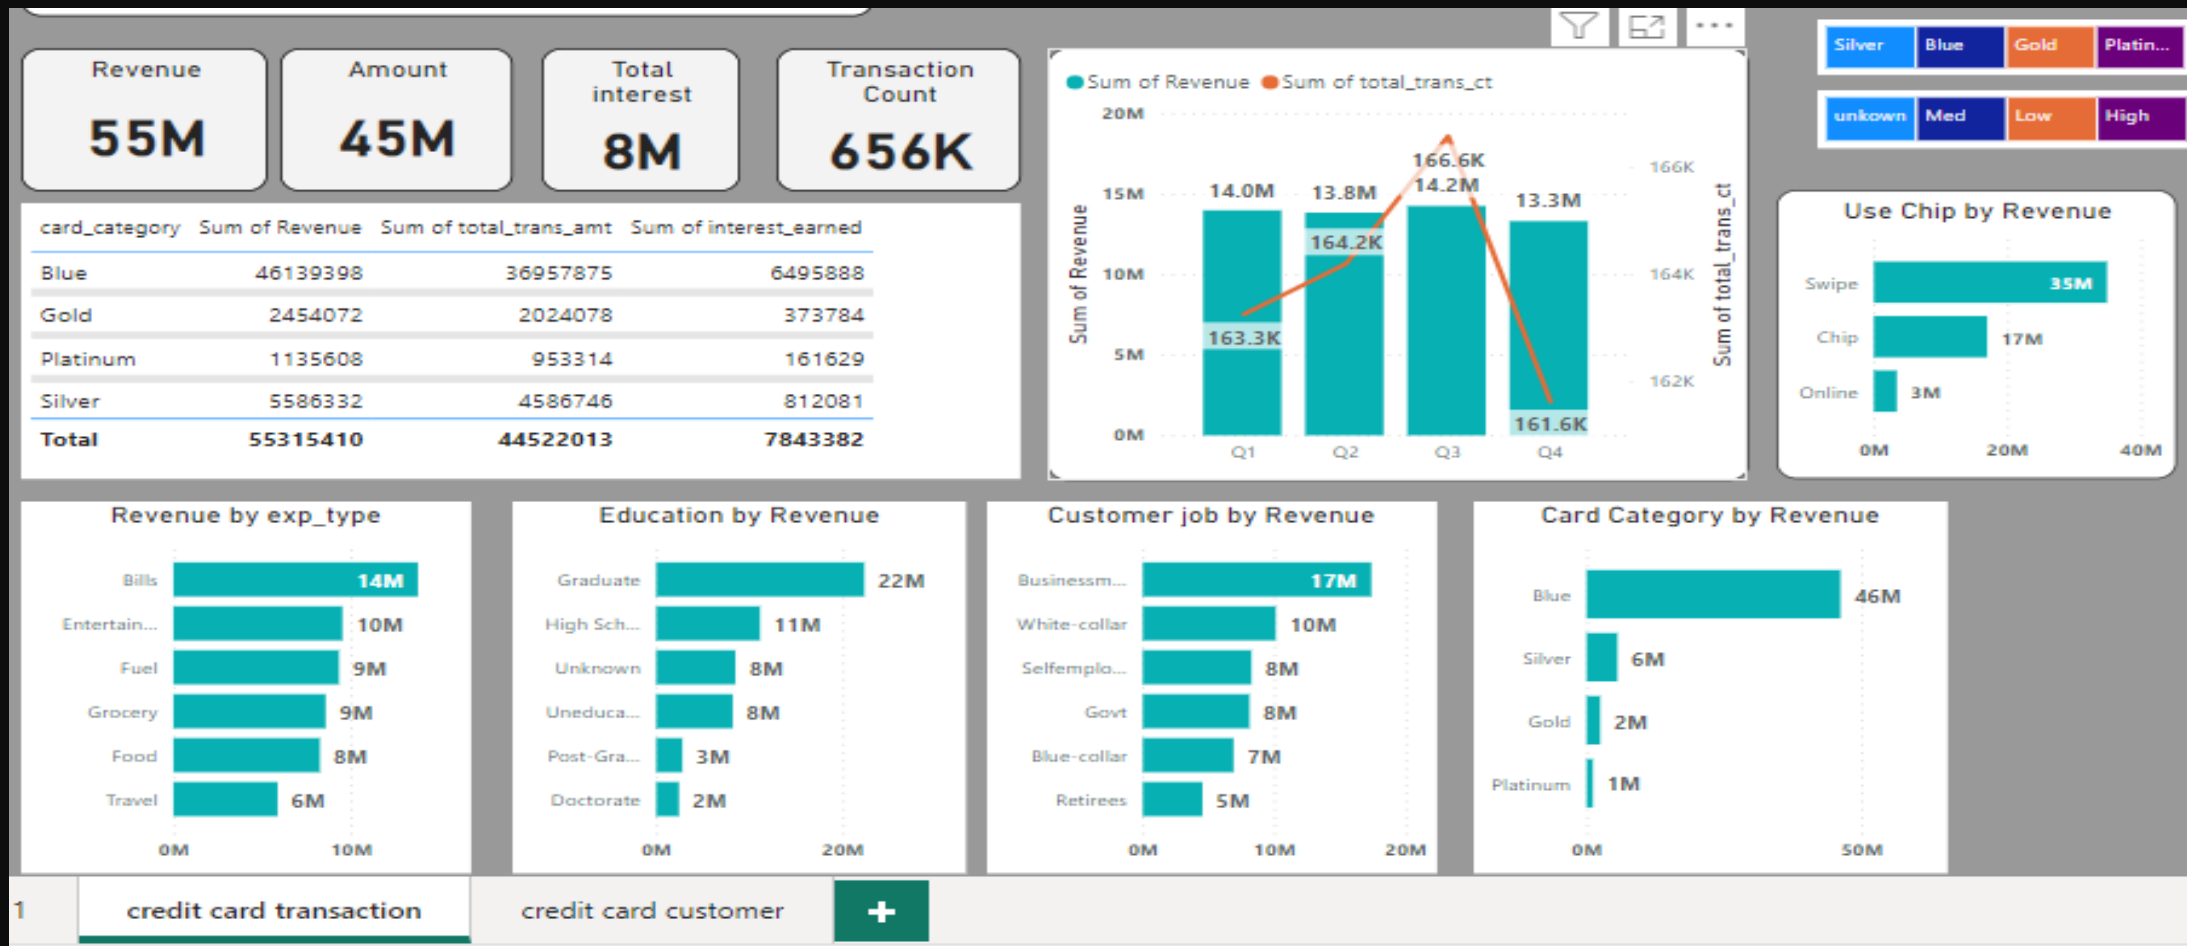 Revenue
55M
Amount
45M
Total
interest
8M
Transaction
Count
656K
card_category Sum of Revenue Sum of total_trans_amt Sum of interest_earned
Blue 46139398 36957875 6495888
Gold 2454072 2024078 373784
Platinum 1135608 953314 161629
Silver 5586332 4586746 812081
Total 55315410 44522013 7843382
Sum of Revenue Sum of total_trans_ct
20M
15M
10M
5M
0M
Sum of Revenue
14.0M
13.8M
166.6K
14.2M
13.3M
163.3K
164.2K
161.6K
Q1 Q2 Q3 Q4
166K
164K
162K
Sum of total_trans_ct
Silver Blue Gold Platin...
unkown Med Low High
Use Chip by Revenue
Swipe 35M
Chip 17M
Online 3M
0M 20M 40M
Revenue by exp_type
Bills 14M
Entertain... 10M
Fuel 9M
Grocery 9M
Food 8M
Travel 6M
0M 10M
Education by Revenue
Graduate 22M
High Sch... 11M
Unknown 8M
Uneduca... 8M
Post-Gra... 3M
Doctorate 2M
0M 20M
Customer job by Revenue
Businessm... 17M
White-collar 10M
Selfemplo... 8M
Govt 8M
Blue-collar 7M
Retirees 5M
0M 10M 20M
Card Category by Revenue
Blue 46M
Silver 6M
Gold 2M
Platinum 1M
0M 50M
1 credit card transaction credit card customer +